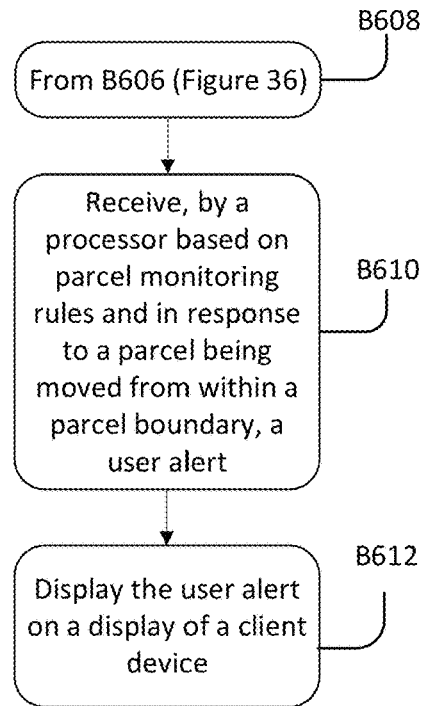 B608
From B606 (Figure 36)
Receive, by a
processor based on
parcel monitoring
rules and in response
to a parcel being
moved from within a
parcel boundary, a
user alert
B610
B612
Display the user alert
on a display of a client
device